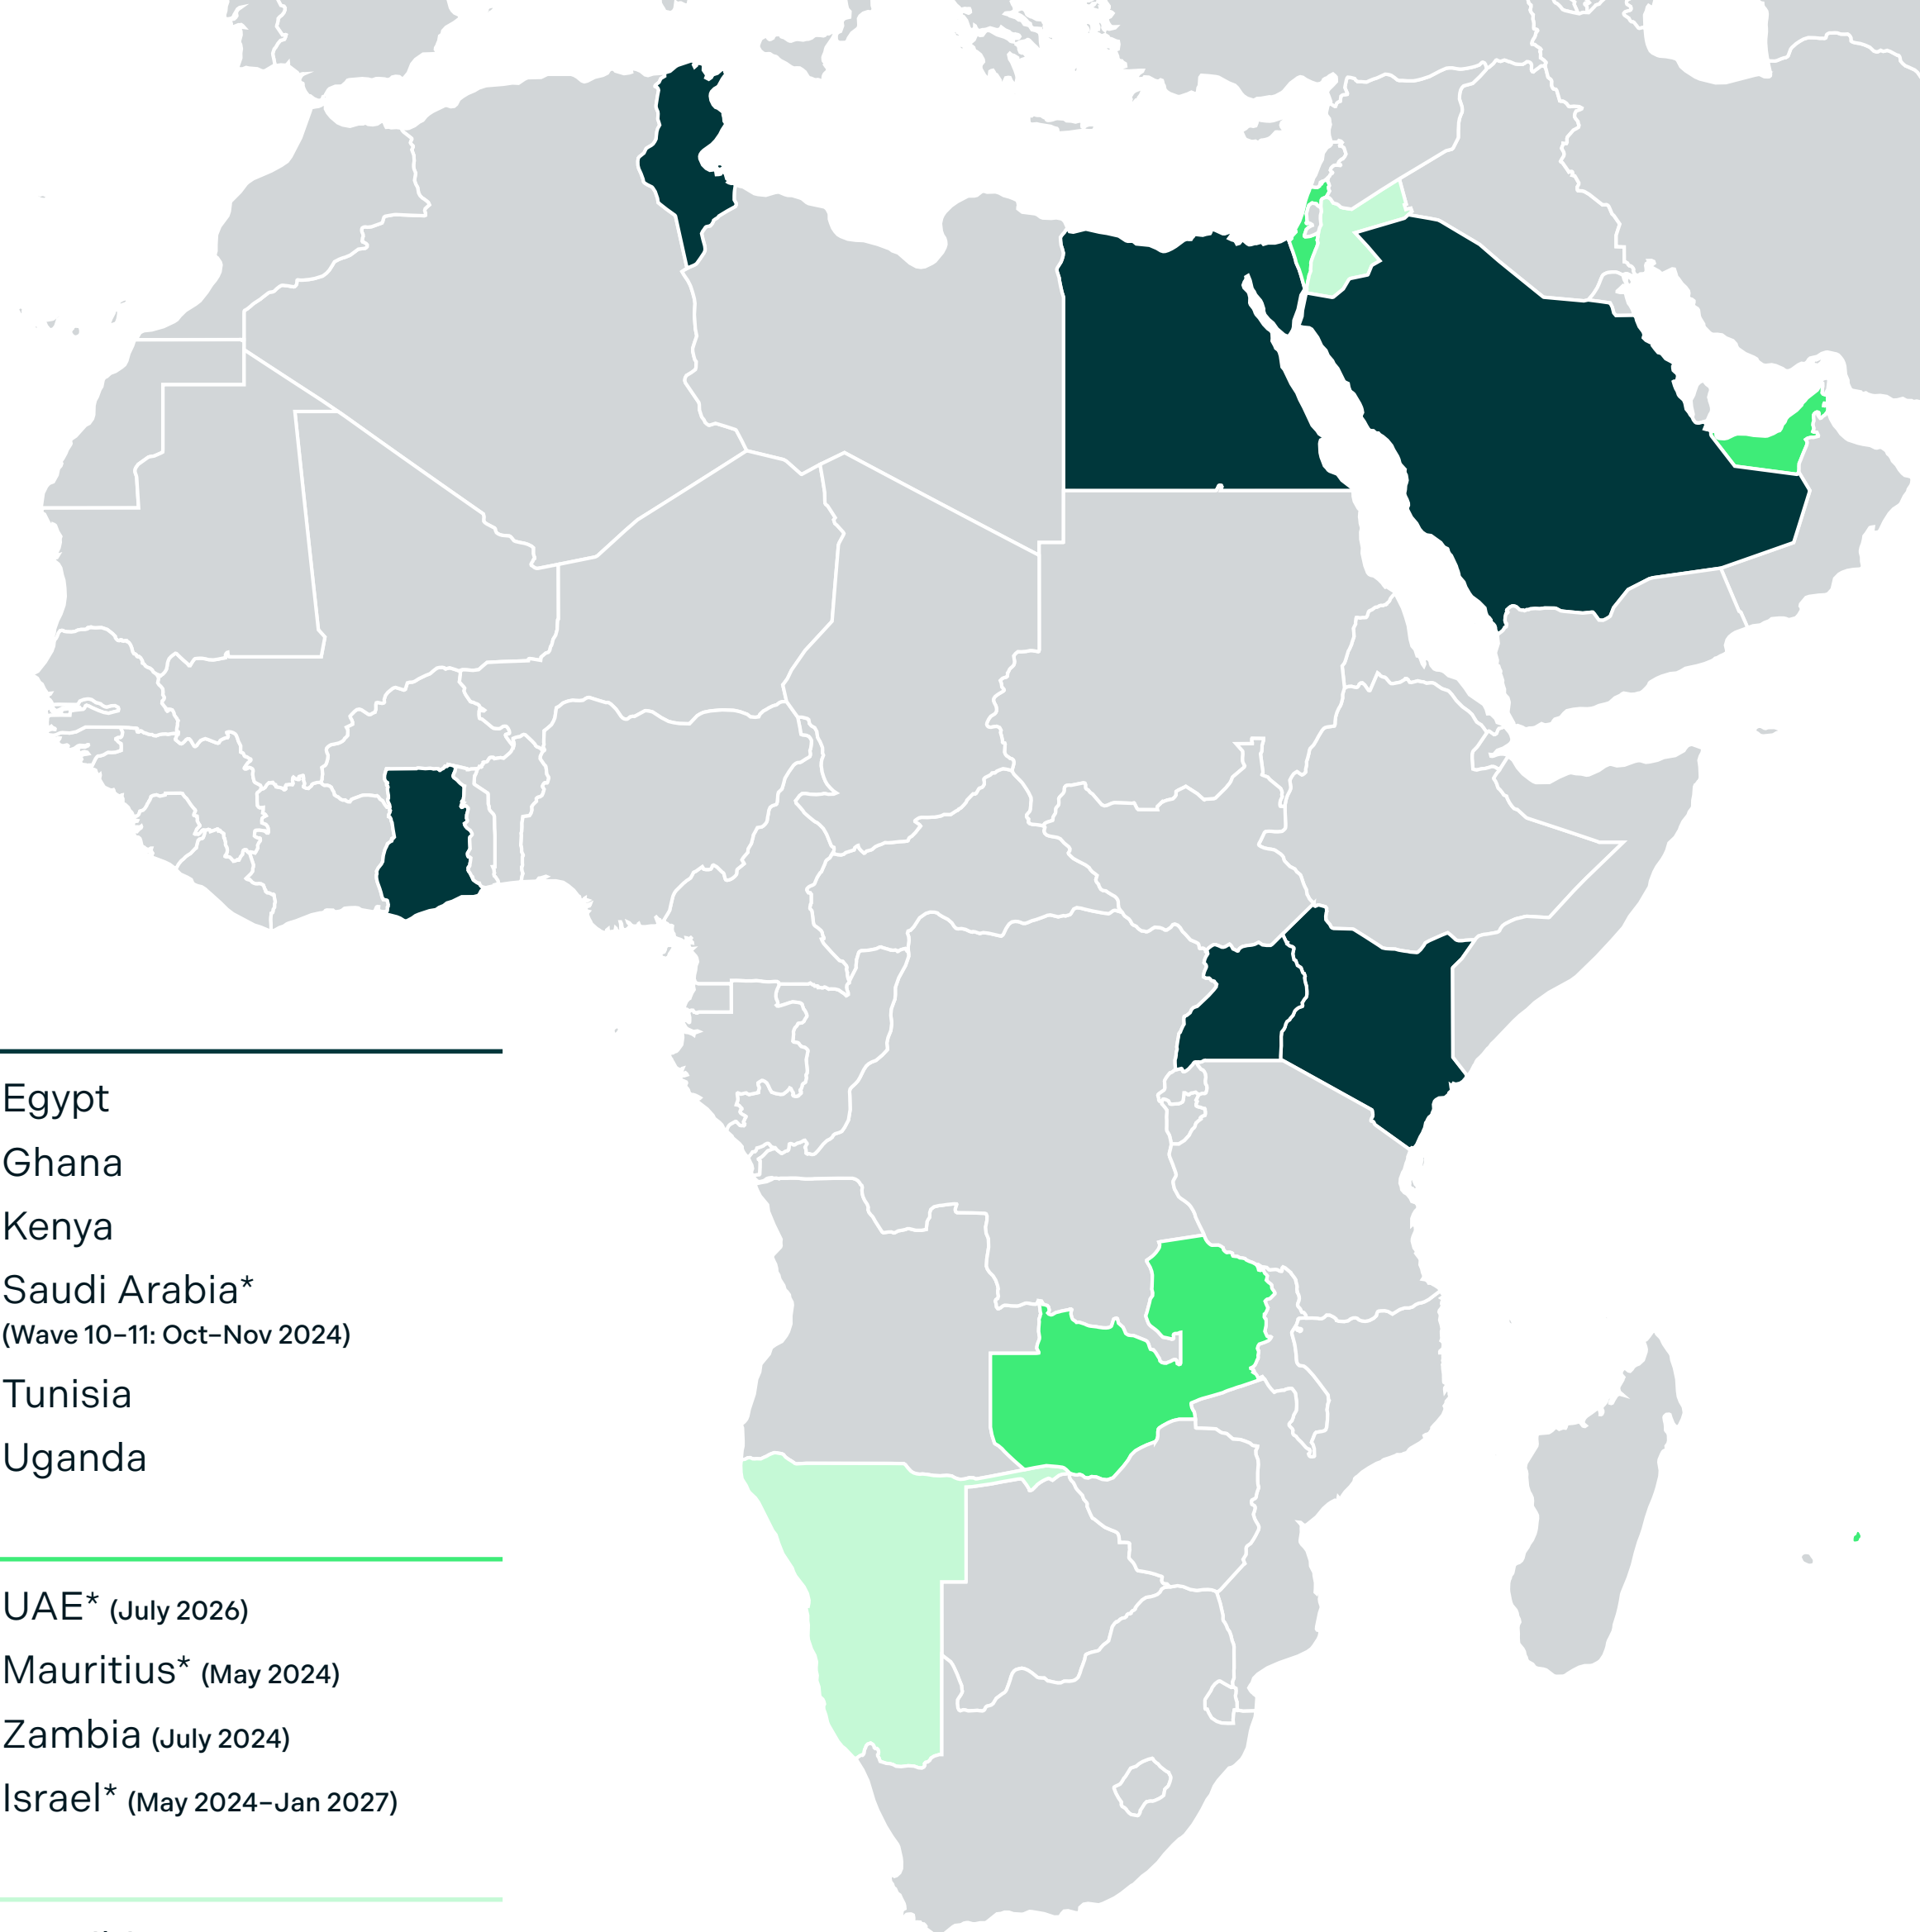 Egypt
Ghana
Kenya
Saudi Arabia*
(Wave 10–11: Oct–Nov 2024)
Tunisia
Uganda
UAE* (July 2026)
Mauritius* (May 2024)
Zambia (July 2024)
Israel* (May 2024–Jan 2027)